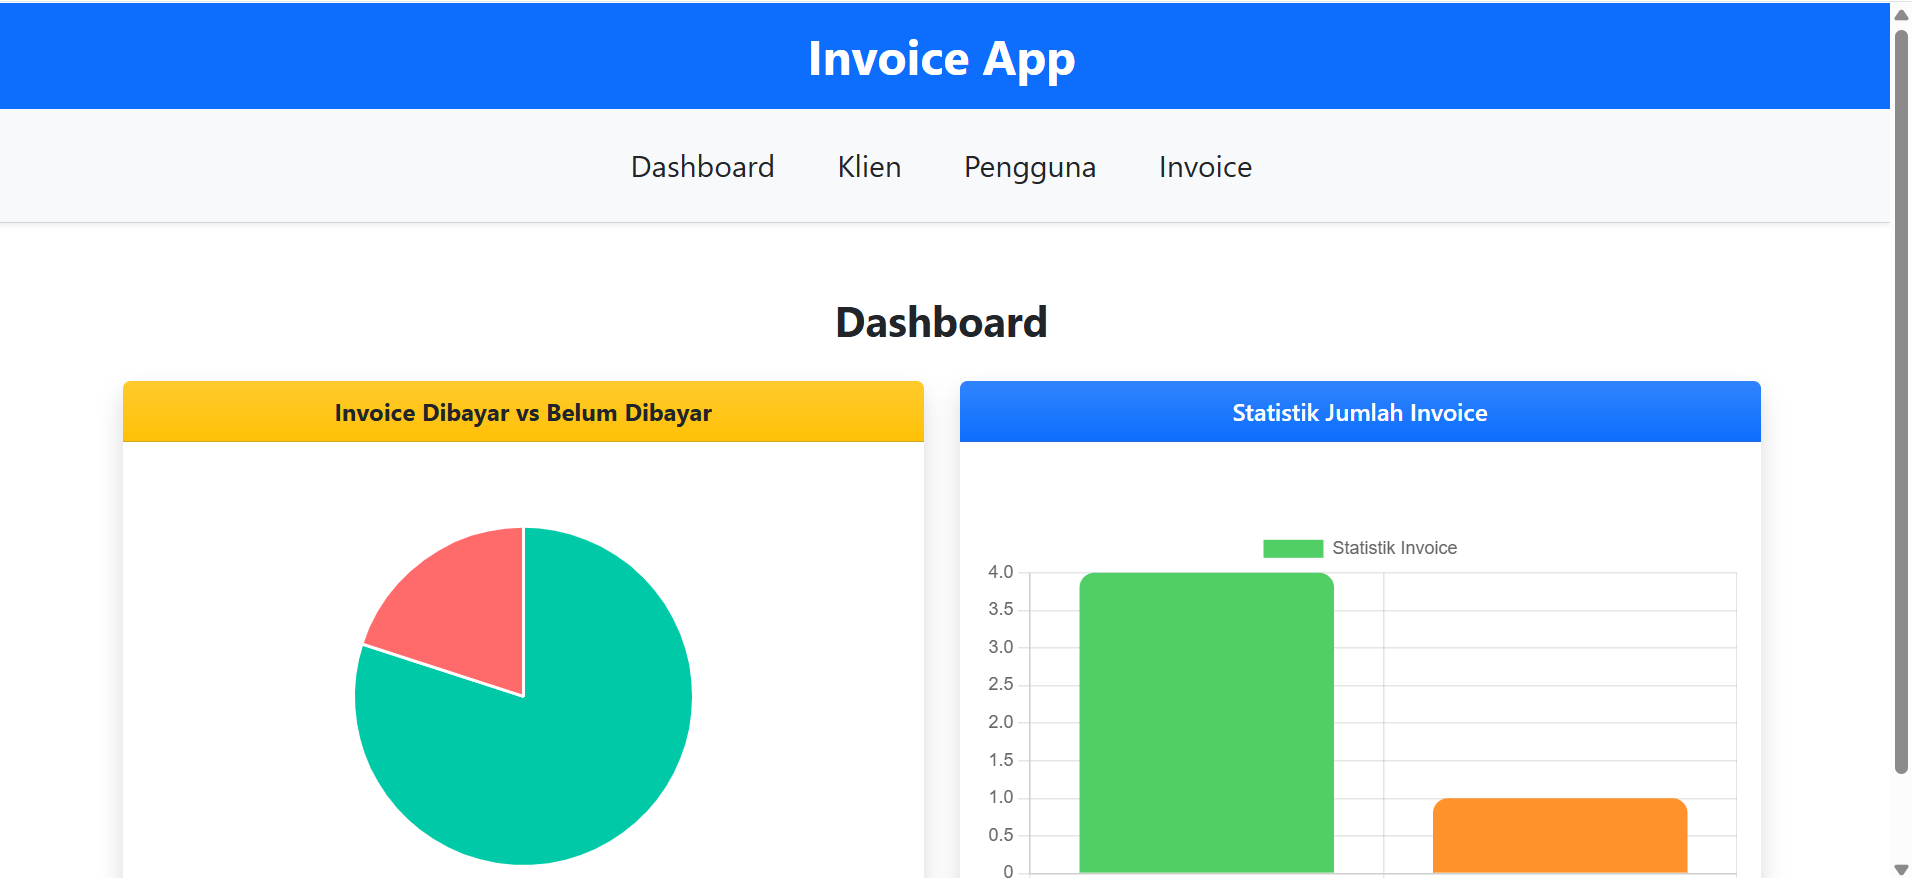 Invoice App
Dashboard Klien Pengguna Invoice
Dashboard
Invoice Dibayar vs Belum Dibayar
Statistik Jumlah Invoice
Statistik Invoice
4.0
3.5
3.0
2.5
2.0
1.5
1.0
0.5
0